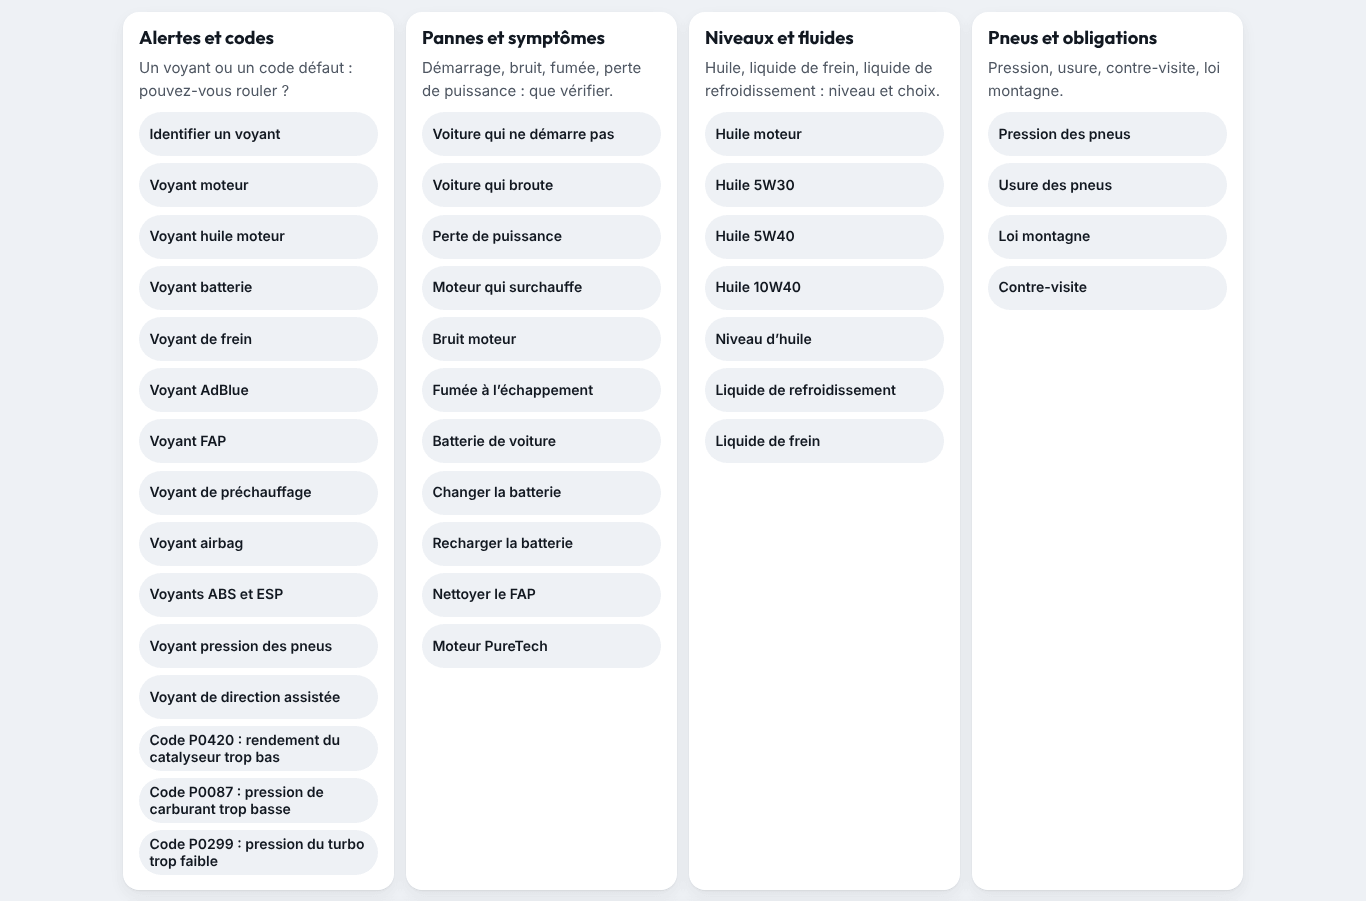 Alertes et codes
Un voyant ou un code défaut :
pouvez-vous rouler ?
Identifier un voyant
Voyant moteur
Voyant huile moteur
Voyant batterie
Voyant de frein
Voyant AdBlue
Voyant FAP
Voyant de préchauffage
Voyant airbag
Voyants ABS et ESP
Voyant pression des pneus
Voyant de direction assistée
Code P0420 : rendement du
catalyseur trop bas
Code P0087 : pression de
carburant trop basse
Code P0299 : pression du turbo
trop faible
Pannes et symptômes
Démarrage, bruit, fumée, perte
de puissance : que vérifier.
Voiture qui ne démarre pas
Voiture qui broute
Perte de puissance
Moteur qui surchauffe
Bruit moteur
Fumée à l’échappement
Batterie de voiture
Changer la batterie
Recharger la batterie
Nettoyer le FAP
Moteur PureTech
Niveaux et fluides
Huile, liquide de frein, liquide de
refroidissement : niveau et choix.
Huile moteur
Huile 5W30
Huile 5W40
Huile 10W40
Niveau d’huile
Liquide de refroidissement
Liquide de frein
Pneus et obligations
Pression, usure, contre-visite, loi
montagne.
Pression des pneus
Usure des pneus
Loi montagne
Contre-visite